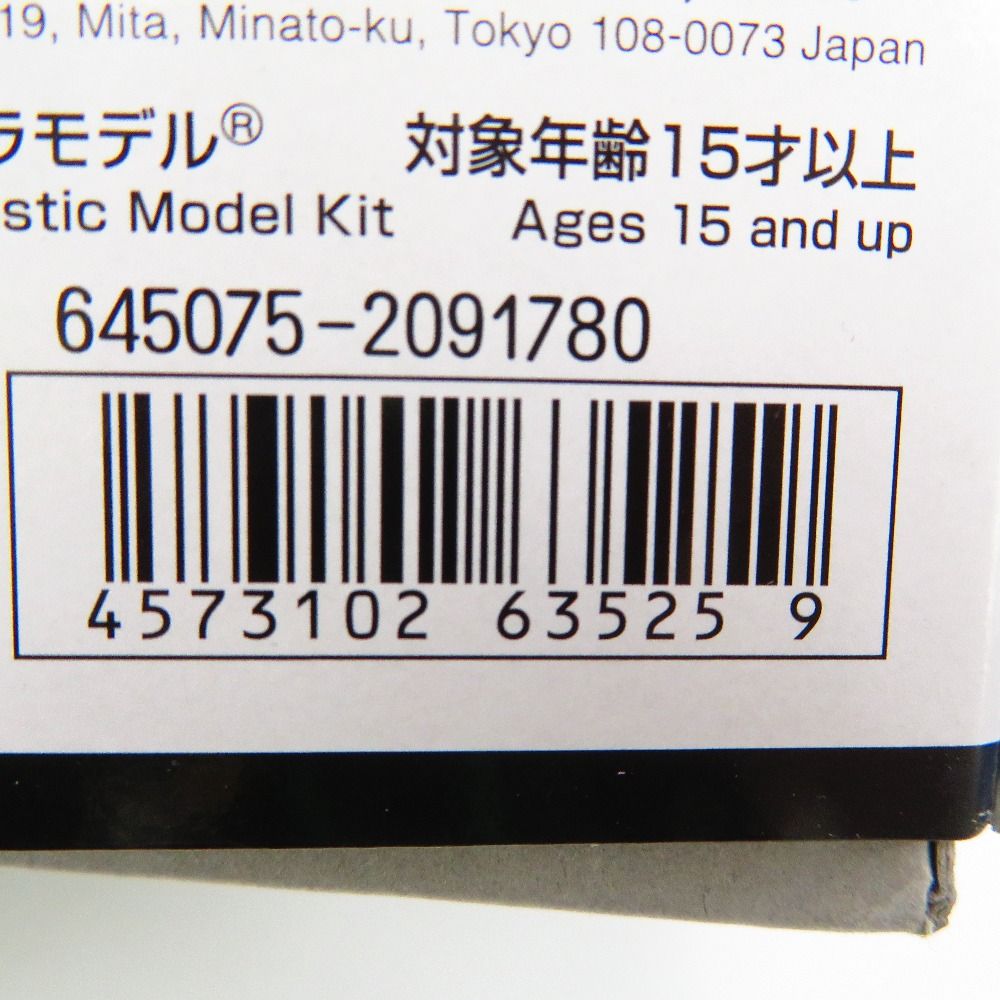 19, Mita, Minato-ku, Tokyo 108-0073 Japan
ラモデル® 対象年齢15才以上
stic Model Kit Ages 15 and up
645075-2091780
4573102 63525 9